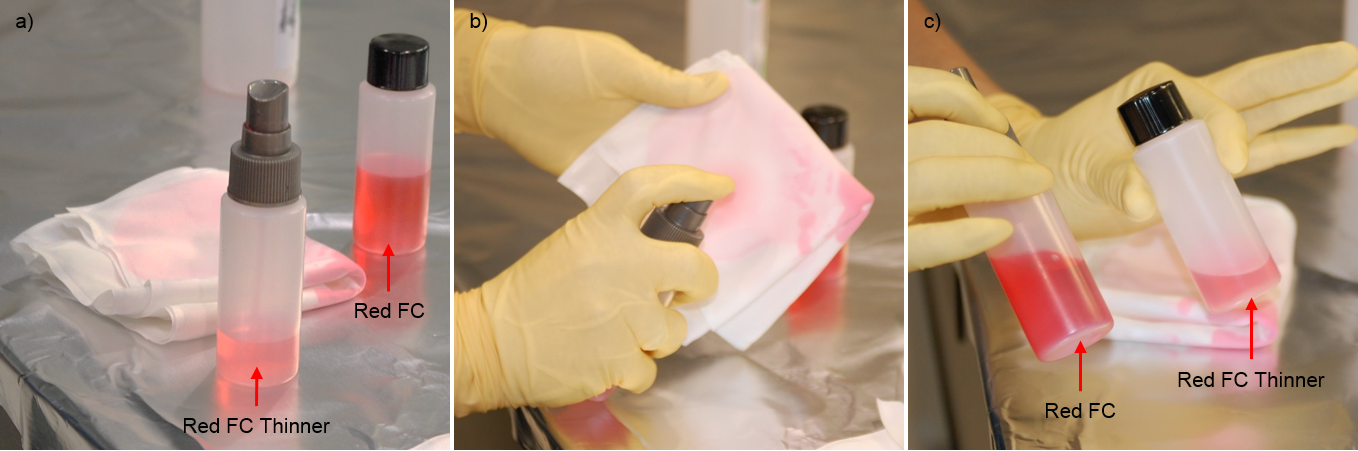 a)
Red FC
Red FC Thinner
b)
c)
Red FC Thinner
Red FC